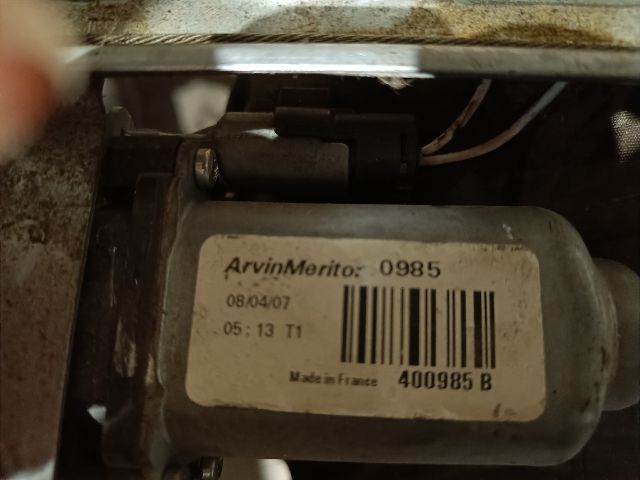 ArvinMeritor 0985
08/04/07
05:13 T1
Made in France 400985 B